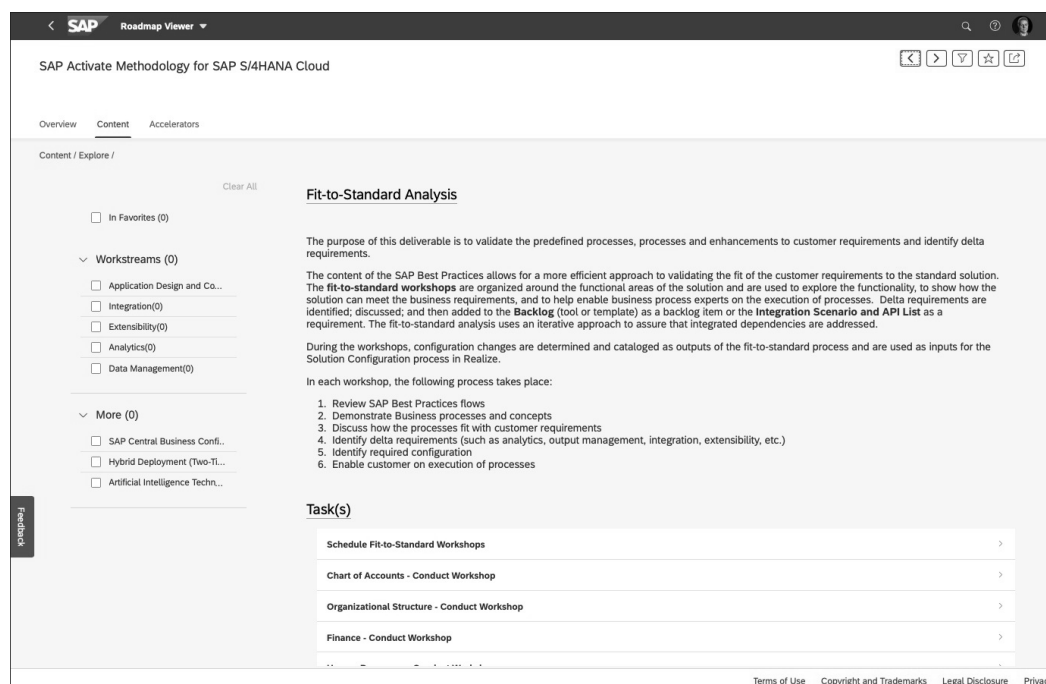 SAP Roadmap Viewer
SAP Activate Methodology for SAP S/4HANA Cloud
Overview Content Accelerators
Content / Explore /
Clear All
In Favorites (0)
Workstreams (0)
Application Design and Co...
Integration(0)
Extensibility(0)
Analytics(0)
Data Management(0)
More (0)
SAP Central Business Confi..
Hybrid Deployment (Two-Ti...
Artificial Intelligence Techn...
Feedback
Fit-to-Standard Analysis
The purpose of this deliverable is to validate the predefined processes, processes and enhancements to customer requirements and identify delta
requirements.
The content of the SAP Best Practices allows for a more efficient approach to validating the fit of the customer requirements to the standard solution.
The fit-to-standard workshops are organized around the functional areas of the solution and are used to explore the functionality, to show how the
solution can meet the business requirements, and to help enable business process experts on the execution of processes. Delta requirements are
identified; discussed; and then added to the Backlog (tool or template) as a backlog item or the Integration Scenario and API List as a
requirement. The fit-to-standard analysis uses an iterative approach to assure that integrated dependencies are addressed.
During the workshops, configuration changes are determined and cataloged as outputs of the fit-to-standard process and are used as inputs for the
Solution Configuration process in Realize.
In each workshop, the following process takes place:
1. Review SAP Best Practices flows
2. Demonstrate Business processes and concepts
3. Discuss how the processes fit with customer requirements
4. Identify delta requirements (such as analytics, output management, integration, extensibility, etc.)
5. Identify required configuration
6. Enable customer on execution of processes
Task(s)
Schedule Fit-to-Standard Workshops
Chart of Accounts - Conduct Workshop
Organizational Structure - Conduct Workshop
Finance - Conduct Workshop
Terms of Use Copyright and Trademarks Legal Disclosure